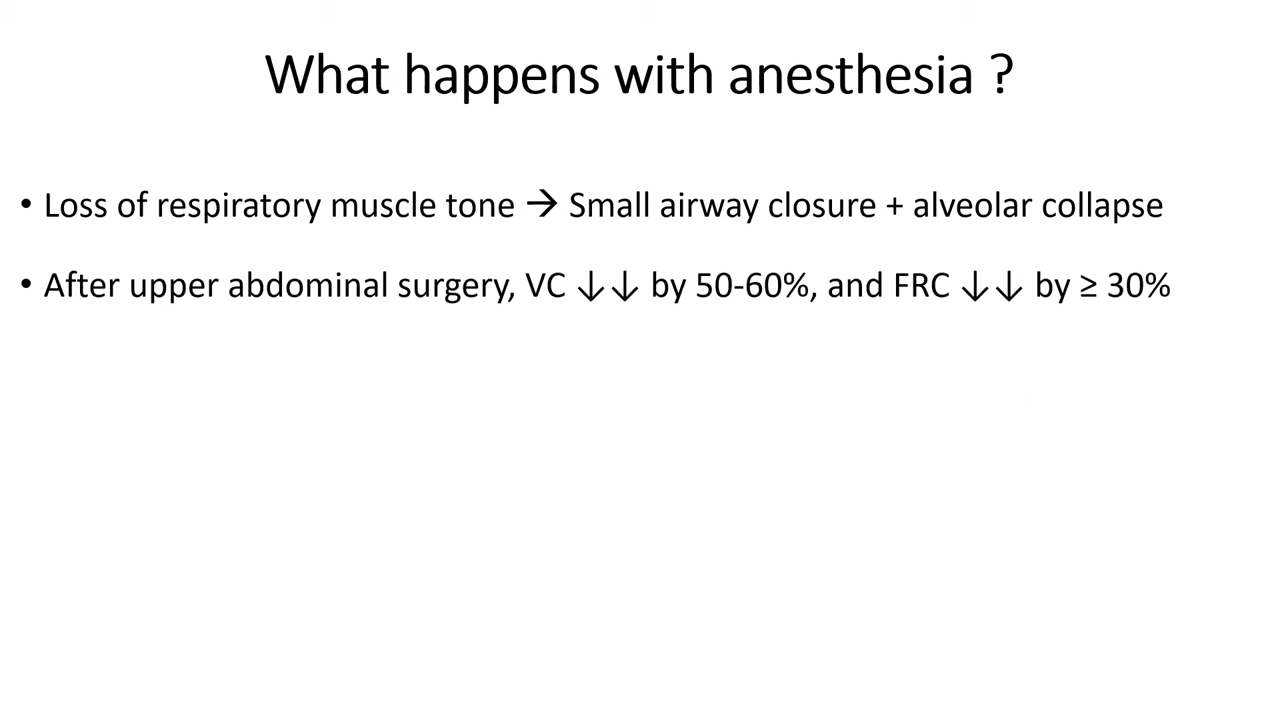 What happens with anesthesia ?
• Loss of respiratory muscle tone → Small airway closure + alveolar collapse
• After upper abdominal surgery, VC ↓↓ by 50-60%, and FRC ↓↓ by ≥ 30%